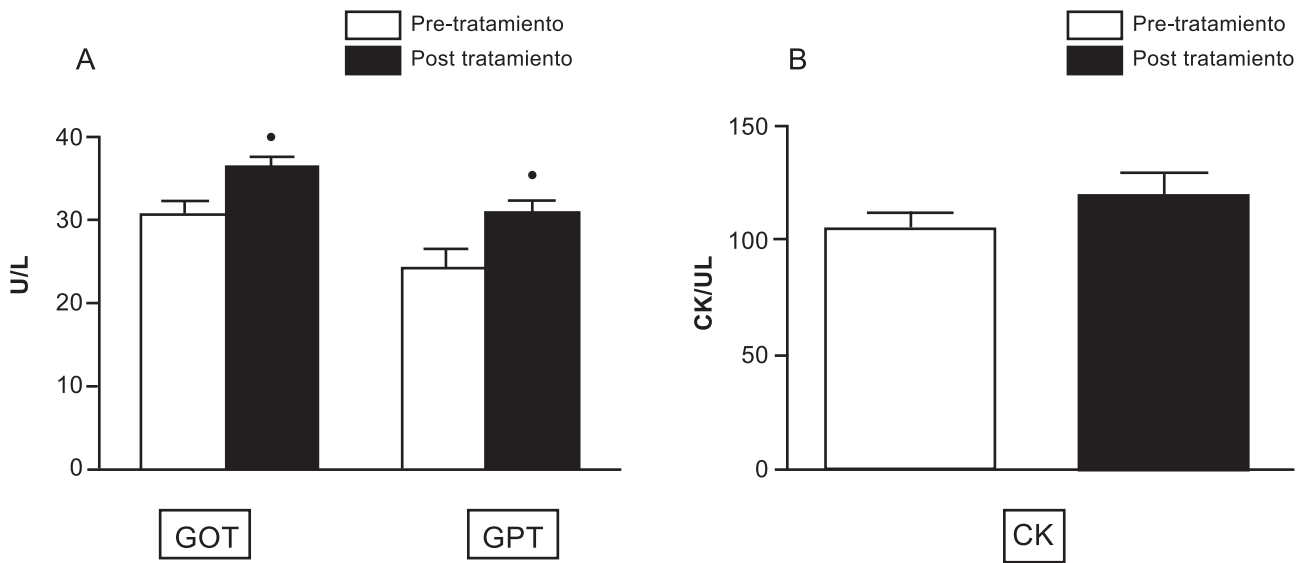 A
Pre-tratamiento
Post tratamiento
U/L
40
30
20
10
0
GOT
GPT
B
Pre-tratamiento
Post tratamiento
CK/UL
150
100
50
0
CK